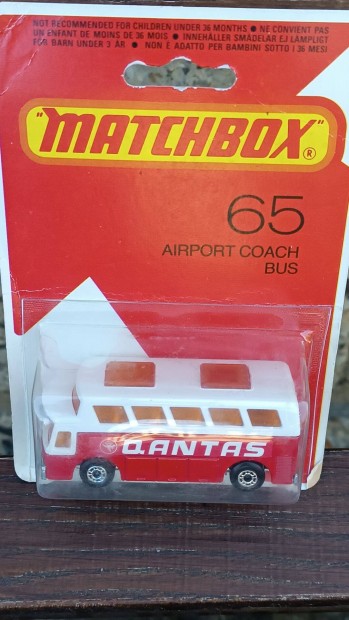 NOT RECOMMENDED FOR CHILDREN UNDER 36 MONTHS ● NE CONVIENT PAS
UN ENFANT DE MOINS DE 36 MOIS ● INNEHÅLLER SMÅDELAR EJ LÄMPLIGT
FÖR BARN UNDER 3 ÅR ● NON E ADATTO PER BAMBINI SOTTO I 36 MESI
"MATCHBOX"®
65
AIRPORT COACH
BUS
QANTAS